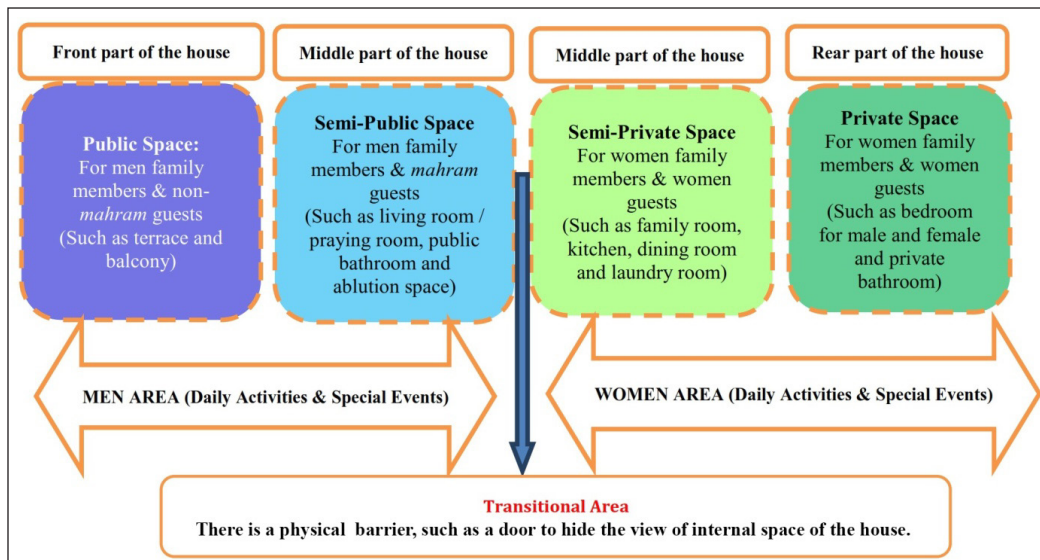 Front part of the house
Middle part of the house
Middle part of the house
Rear part of the house
Public Space:
For men family
members & non-
mahram guests
(Such as terrace and
balcony)
Semi-Public Space
For men family
members & mahram
guests
(Such as living room /
praying room, public
bathroom and
ablution space)
Semi-Private Space
For women family
members & women
guests
(Such as family room,
kitchen, dining room
and laundry room)
Private Space
For women family
members & women
guests
(Such as bedroom
for male and female
and private
bathroom)
MEN AREA (Daily Activities & Special Events)
WOMEN AREA (Daily Activities & Special Events)
Transitional Area
There is a physical barrier, such as a door to hide the view of internal space of the house.